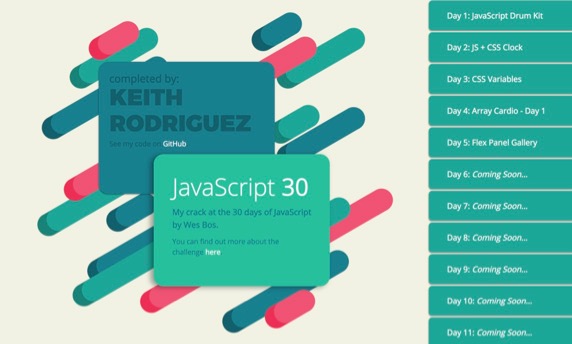 completed by:
KEITH
RODRIGUEZ
See my code on GitHub
JavaScript 30
My crack at the 30 days of JavaScript
by Wes Bos.
You can find out more about the
challenge here.
Day 1: JavaScript Drum Kit
Day 2: JS + CSS Clock
Day 3: CSS Variables
Day 4: Array Cardio - Day 1
Day 5: Flex Panel Gallery
Day 6: Coming Soon...
Day 7: Coming Soon...
Day 8: Coming Soon...
Day 9: Coming Soon...
Day 10: Coming Soon...
Day 11: Coming Soon...